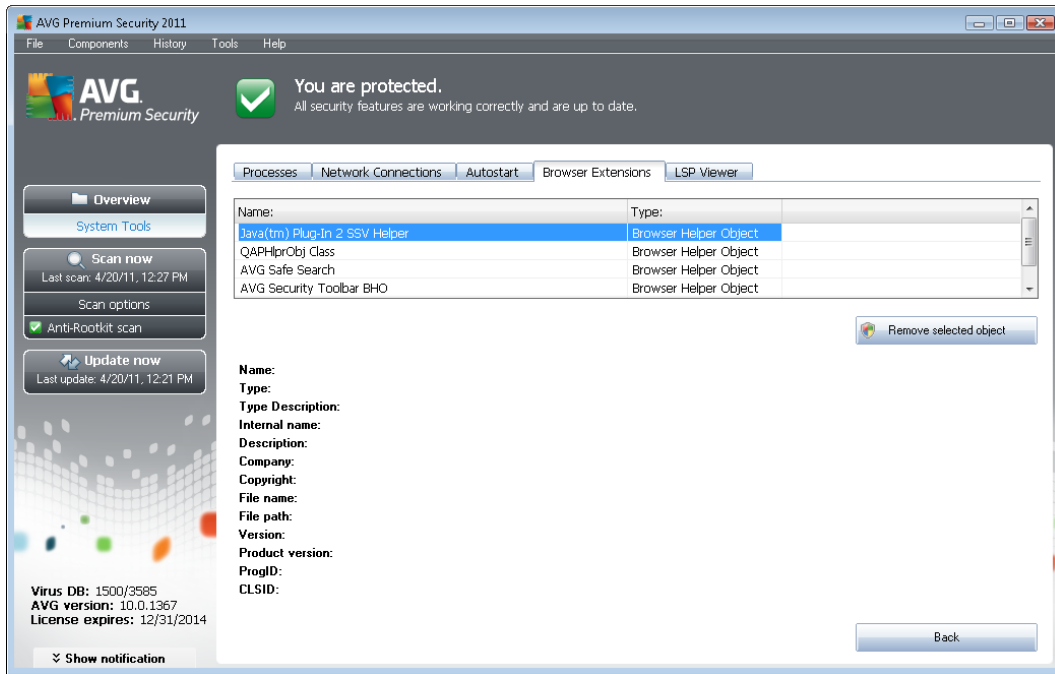 AVG Premium Security 2011
File Components History Tools Help
AVG.
Premium Security
You are protected.
All security features are working correctly and are up to date.
Overview
System Tools
Scan now
Last scan: 4/20/11, 12:27 PM
Scan options
Anti-Rootkit scan
Update now
Last update: 4/20/11, 12:21 PM
Virus DB: 1500/3585
AVG version: 10.0.1367
License expires: 12/31/2014
Show notification
Processes Network Connections Autostart Browser Extensions LSP Viewer
Name: Type:
Java(tm) Plug-In 2 SSV Helper Browser Helper Object
QAPHlprObj Class Browser Helper Object
AVG Safe Search Browser Helper Object
AVG Security Toolbar BHO Browser Helper Object
Remove selected object
Name:
Type:
Type Description:
Internal name:
Description:
Company:
Copyright:
File name:
File path:
Version:
Product version:
ProgID:
CLSID:
Back